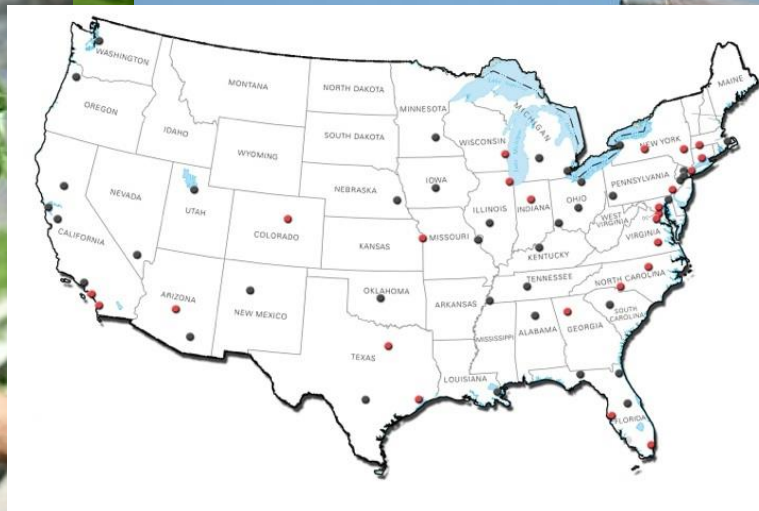 WASHINGTON
MAINE
MONTANA
NORTH DAKOTA
MINNESOTA
MICHIGAN
OREGON
IDAHO
SOUTH DAKOTA
WISCONSIN
NEW YORK
WYOMING
NEBRASKA
IOWA
PENNSYLVANIA
NEVADA
UTAH
ILLINOIS
INDIANA
OHIO
WEST
VIRGINIA
CALIFORNIA
COLORADO
KANSAS
MISSOURI
VIRGINIA
KENTUCKY
ARIZONA
NEW MEXICO
OKLAHOMA
TENNESSEE
NORTH CAROLINA
ARKANSAS
SOUTH
CAROLINA
TEXAS
MISSISSIPPI
ALABAMA
GEORGIA
LOUISIANA
FLORIDA